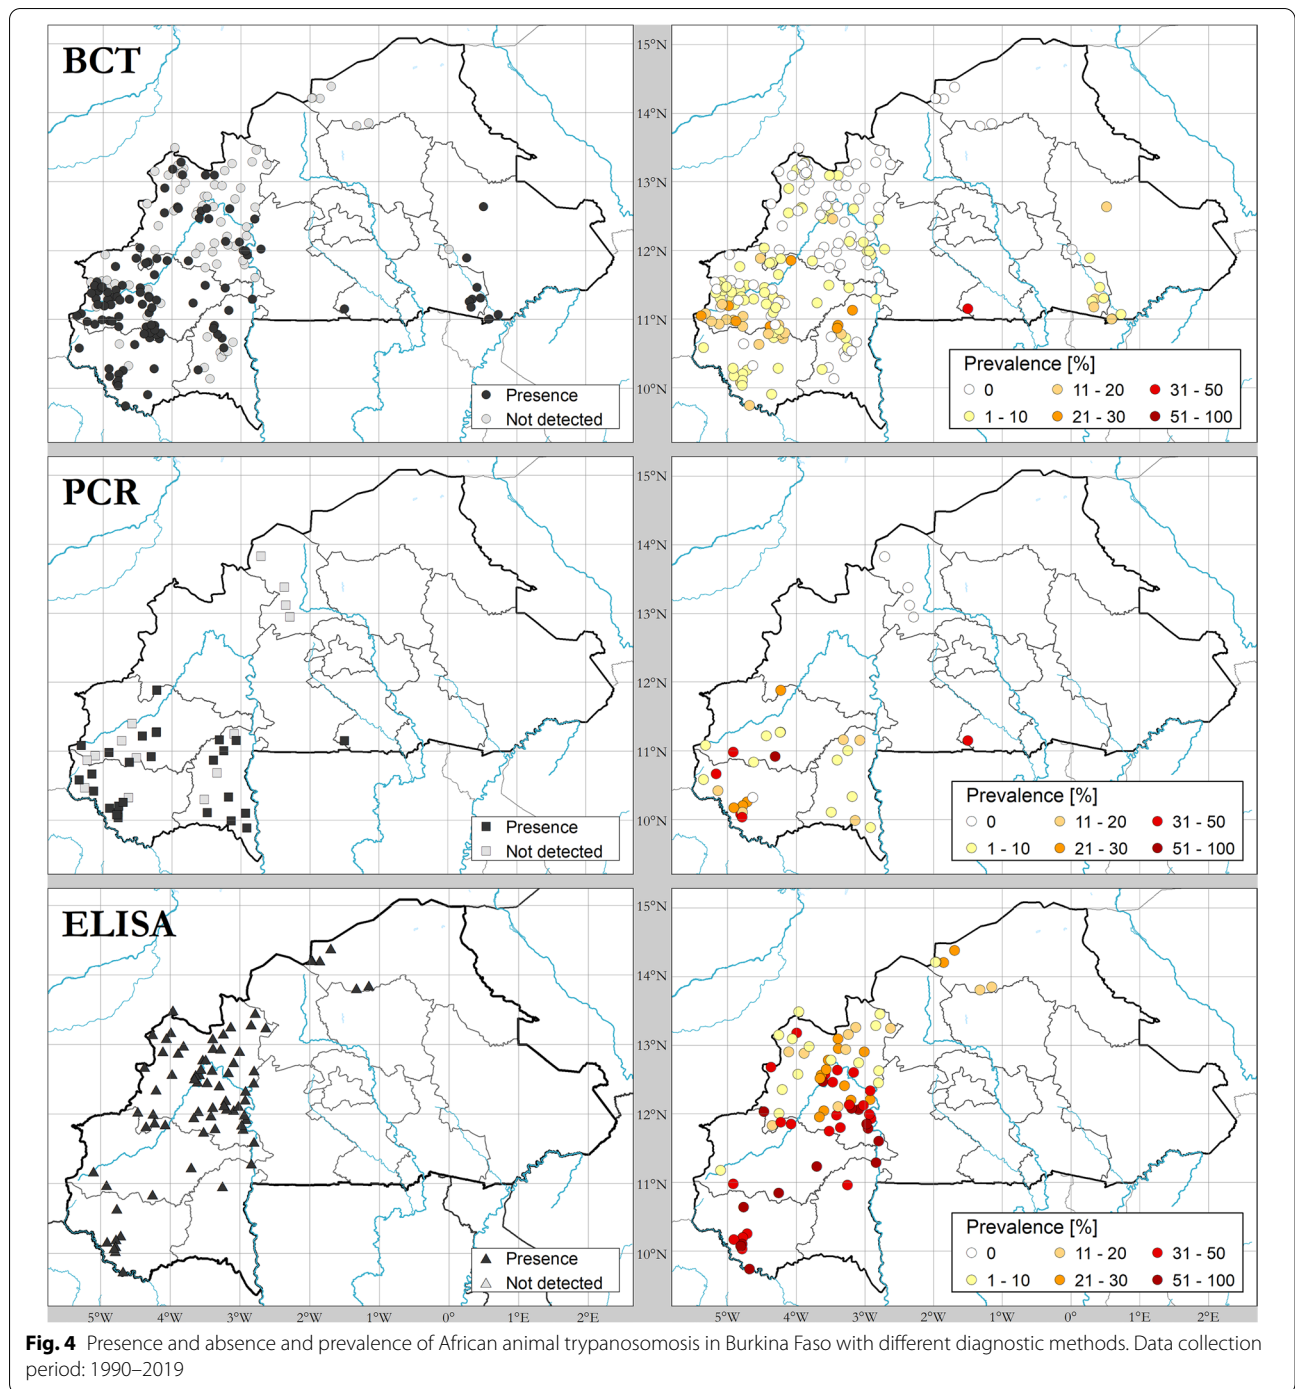 BCT
Presence
Not detected
15°N
14°N
13°N
12°N
11°N
10°N
Prevalence [%]
0 11 - 20 31 - 50
1 - 10 21 - 30 51 - 100
PCR
Presence
Not detected
15°N
14°N
13°N
12°N
11°N
10°N
Prevalence [%]
0 11 - 20 31 - 50
1 - 10 21 - 30 51 - 100
ELISA
Presence
Not detected
15°N
14°N
13°N
12°N
11°N
10°N
Prevalence [%]
0 11 - 20 31 - 50
1 - 10 21 - 30 51 - 100
5°W 4°W 3°W 2°W 1°W 0° 1°E 2°E
5°W 4°W 3°W 2°W 1°W 0° 1°E 2°E
Fig. 4 Presence and absence and prevalence of African animal trypanosomosis in Burkina Faso with different diagnostic methods. Data collection
period: 1990–2019